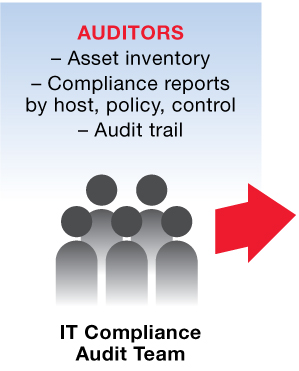 AUDITORS
– Asset inventory
– Compliance reports
by host, policy, control
– Audit trail
IT Compliance
Audit Team